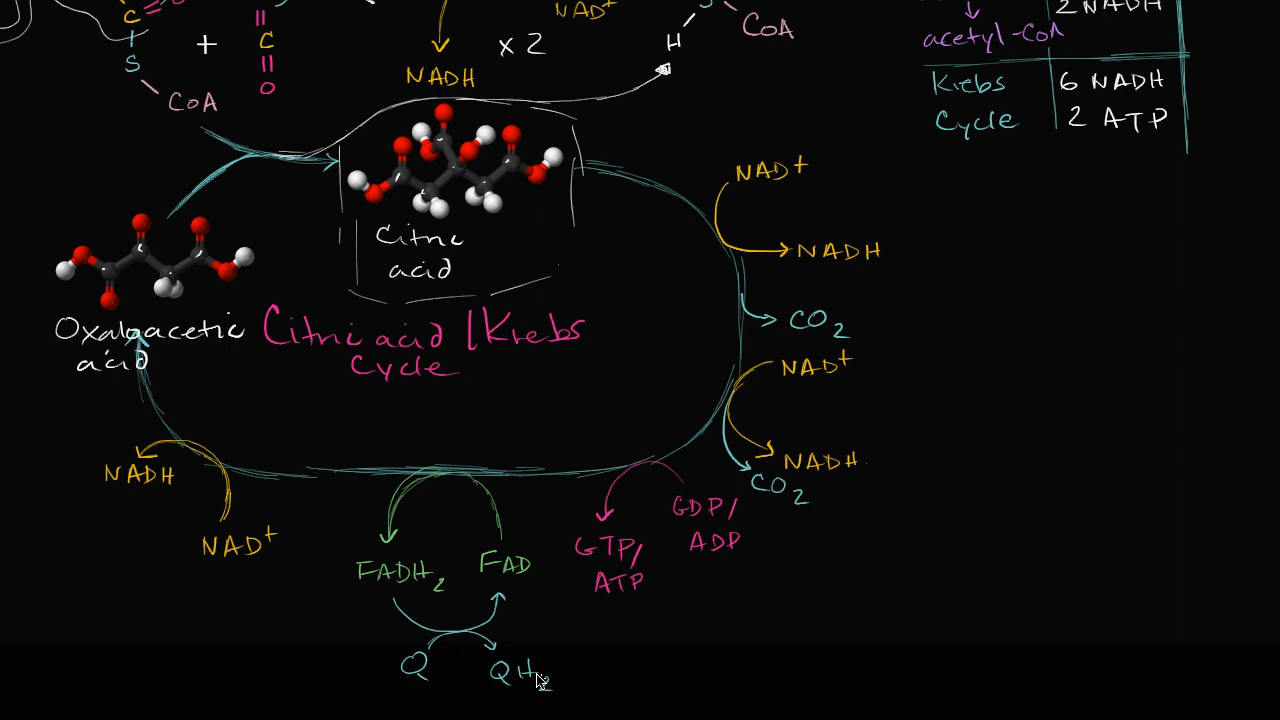 C
O
S
CoA
+
C
O
NADH
NAD+
x 2
H
S
CoA
2 NADH
acetyl-CoA
Krebs
Cycle
6 NADH
2 ATP
Citric
acid
Oxaloacetic
acid
Citric acid/Krebs
Cycle
NAD+
NADH
CO2
NAD+
NADH
CO2
GDP/
ADP
GTP/
ATP
FAD
FADH2
Q
QH2
NAD+
NADH